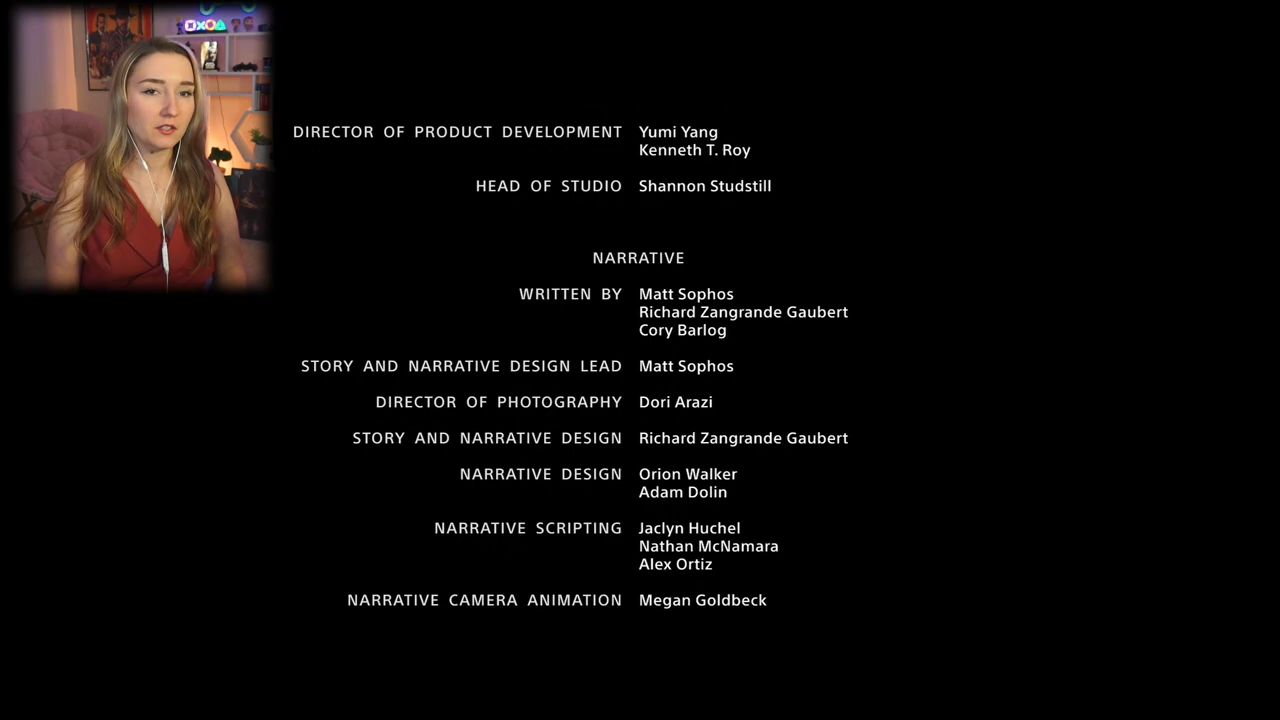 DIRECTOR OF PRODUCT DEVELOPMENT Yumi Yang
Kenneth T. Roy
HEAD OF STUDIO Shannon Studstill
NARRATIVE
WRITTEN BY Matt Sophos
Richard Zangrande Gaubert
Cory Barlog
STORY AND NARRATIVE DESIGN LEAD Matt Sophos
DIRECTOR OF PHOTOGRAPHY Dori Arazi
STORY AND NARRATIVE DESIGN Richard Zangrande Gaubert
NARRATIVE DESIGN Orion Walker
Adam Dolin
NARRATIVE SCRIPTING Jaclyn Huchel
Nathan McNamara
Alex Ortiz
NARRATIVE CAMERA ANIMATION Megan Goldbeck